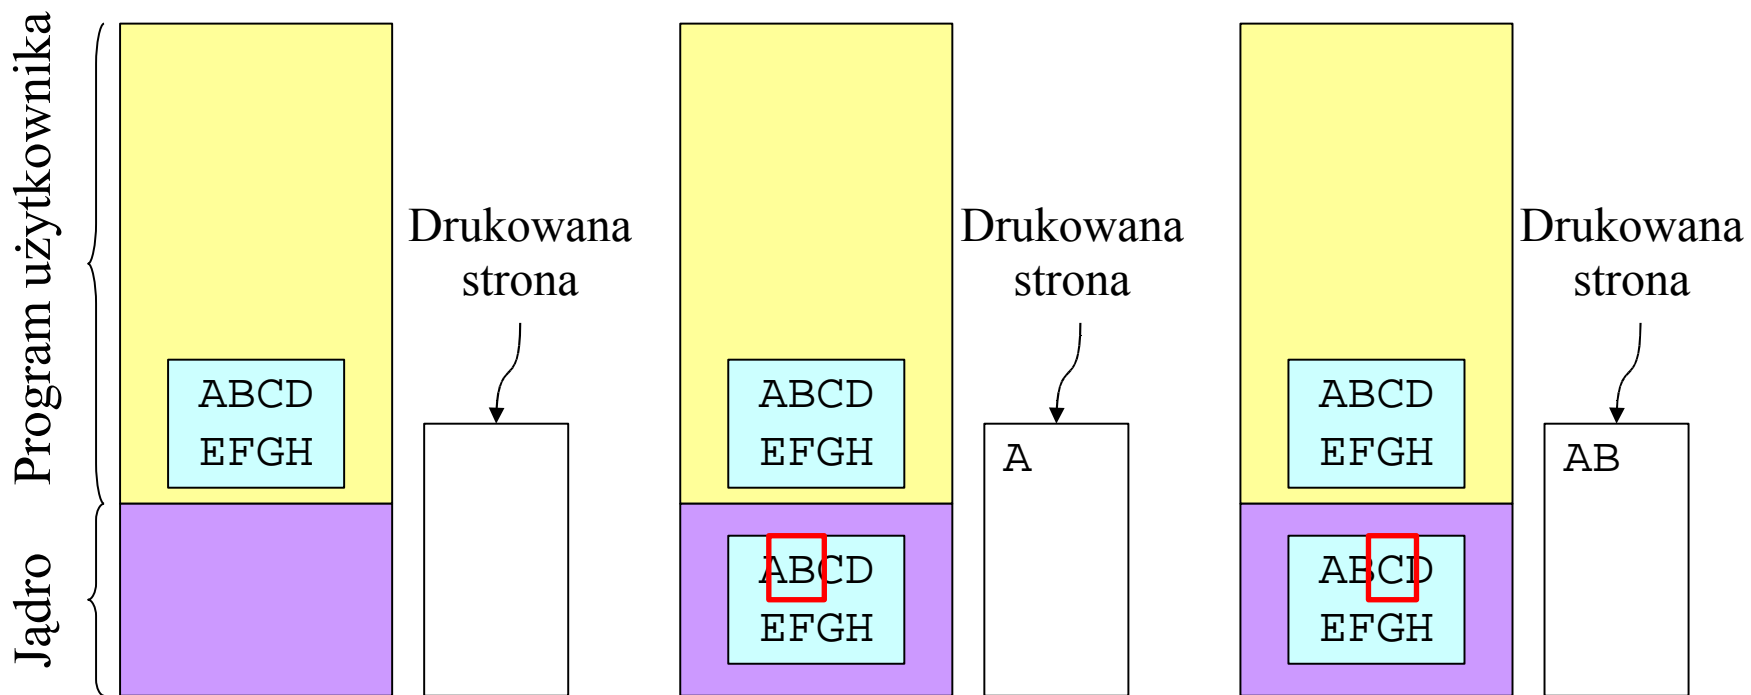 Program użytkownika
Jądro
ABCD
EFGH
Drukowana
strona
ABCD
EFGH
ABCD
EFGH
Drukowana
strona
A
ABCD
EFGH
ABCD
EFGH
Drukowana
strona
AB